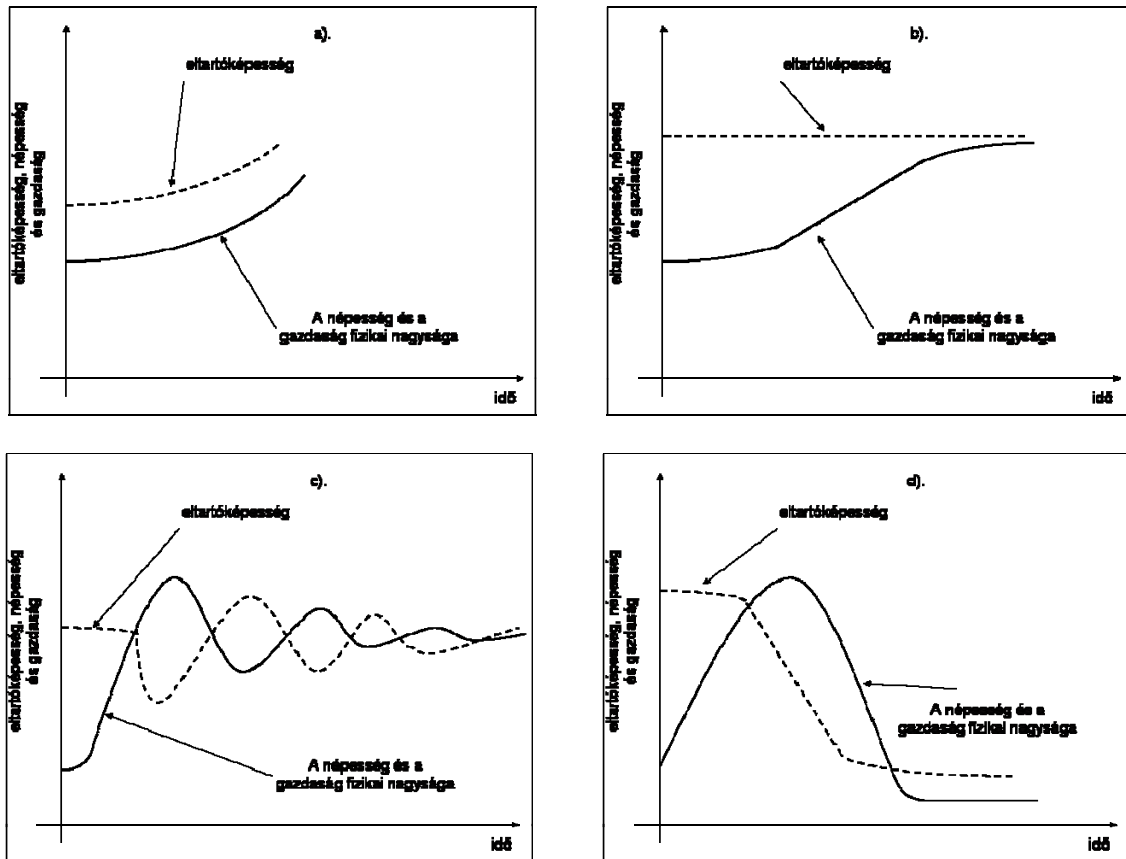 a).
eltartóképesség
eltartóképesség, népesség
és gazdaság
A népesség és a
gazdaság fizikai nagysága
idő
b).
eltartóképesség
eltartóképesség, népesség
és gazdaság
A népesség és a
gazdaság fizikai nagysága
idő
c).
eltartóképesség
eltartóképesség, népesség
és gazdaság
A népesség és a
gazdaság fizikai nagysága
idő
d).
eltartóképesség
eltartóképesség, népesség
és gazdaság
A népesség és a
gazdaság fizikai nagysága
idő